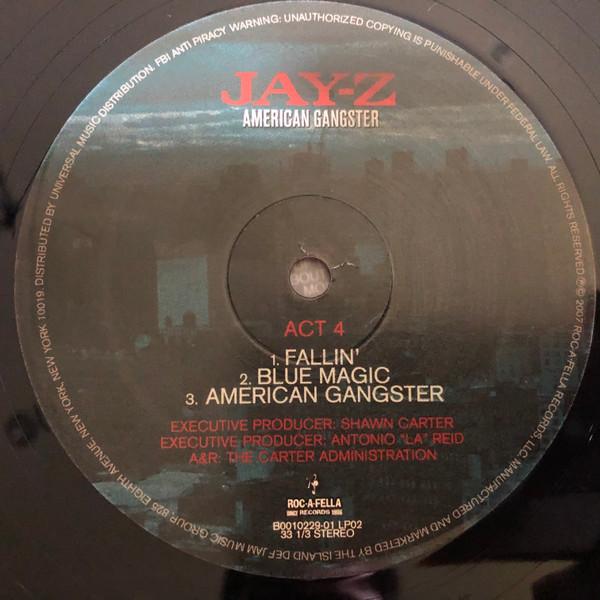 JAY-Z
AMERICAN GANGSTER
ACT 4
1. FALLIN'
2. BLUE MAGIC
3. AMERICAN GANGSTER
EXECUTIVE PRODUCER: SHAWN CARTER
EXECUTIVE PRODUCER: ANTONIO "LA" REID
A&R: THE CARTER ADMINISTRATION
ROC-A-FELLA
RECORDS
B0010229-01 LP02
33 1/3 STEREO
℗© 2007 ROC-A-FELLA RECORDS, LLC. MANUFACTURED AND MARKETED BY THE ISLAND DEF JAM MUSIC GROUP, 825 EIGHTH AVENUE, NEW YORK, NEW YORK 10019. DISTRIBUTED BY UNIVERSAL MUSIC DISTRIBUTION. FBI ANTI PIRACY WARNING: UNAUTHORIZED COPYING IS PUNISHABLE UNDER FEDERAL LAW. ALL RIGHTS RESERVED